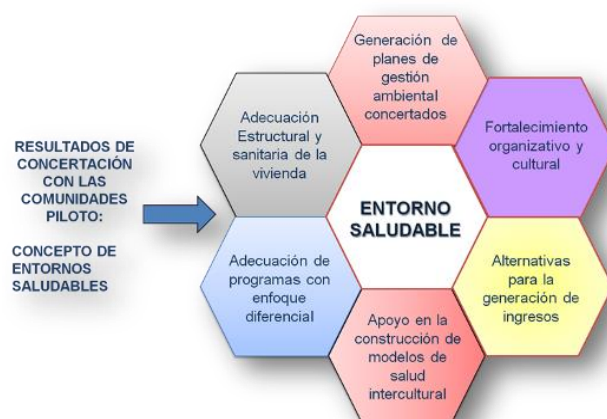 RESULTADOS DE
CONCERTACIÓN
CON LAS
COMUNIDADES
PILOTO:
CONCEPTO DE
ENTORNOS
SALUDABLES
Generación de
planes de
gestión
ambiental
concertados
Adecuación
Estructural y
sanitaria de la
vivienda
Fortalecimiento
organizativo y
cultural
ENTORNO
SALUDABLE
Adecuación de
programas con
enfoque
diferencial
Alternativas
para la
generación de
ingresos
Apoyo en la
construcción de
modelos de
salud
intercultural